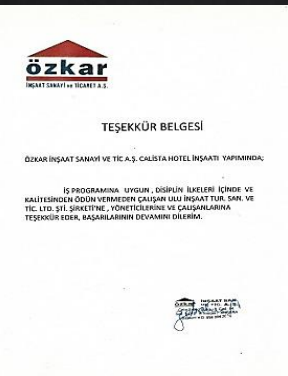 özkar
İNŞAAT SANAYİ ve TİCARET A.Ş.
TEŞEKKÜR BELGESİ
ÖZKAR İNŞAAT SANAYİ VE TİC A.Ş. CALİSTA HOTEL İNŞAATI YAPIMINDA;
İŞ PROGRAMINA UYGUN , DİSİPLİN İLKELERİ İÇİNDE VE
KALİTESİNDEN ÖDÜN VERMEDEN ÇALIŞAN ULU İNŞAAT TUR. SAN. VE
TİC. LTD. ŞTİ. ŞİRKETİ'NE , YÖNETİCİLERİNE VE ÇALIŞANLARINA
TEŞEKKÜR EDER, BAŞARILARININ DEVAMINI DİLERİM.
özkar İNŞAAT SAN.
VE TİC. A.Ş.